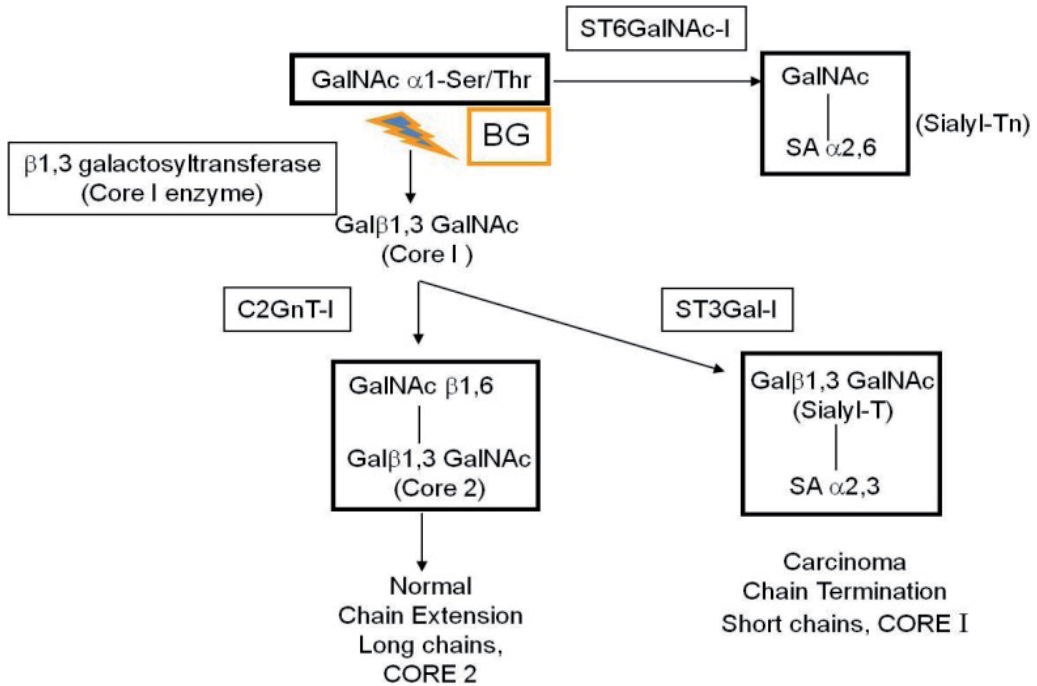 ST6GalNAc-I
GalNAc α1-Ser/Thr
GalNAc
SA α2,6
(Sialyl-Tn)
BG
β1,3 galactosyltransferase
(Core I enzyme)
Galβ1,3 GalNAc
(Core I )
C2GnT-I
ST3Gal-I
GalNAc β1,6
Galβ1,3 GalNAc
(Core 2)
Galβ1,3 GalNAc
(Sialyl-T)
SA α2,3
Normal
Chain Extension
Long chains,
CORE 2
Carcinoma
Chain Termination
Short chains, CORE I